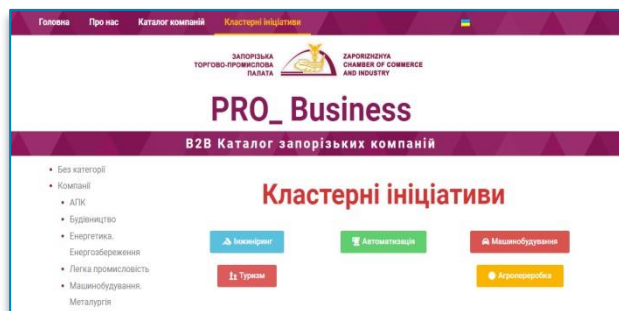 Головна Про нас Каталог компаній Кластерні ініціативи
ЗАПОРІЗЬКА
ТОРГОВО-ПРОМИСЛОВА
ПАЛАТА
ZAPORIZHZHYA
CHAMBER OF COMMERCE
AND INDUSTRY
PRO_ Business
B2B Каталог запорізьких компаній
Без категорії
Компанії
АПК
Будівництво
Енергетика.
Енергозбереження
Легка промисловість
Машинобудування.
Металургія
Кластерні ініціативи
Інжиніринг Автоматизація Машинобудування
Туризм Агропереробка